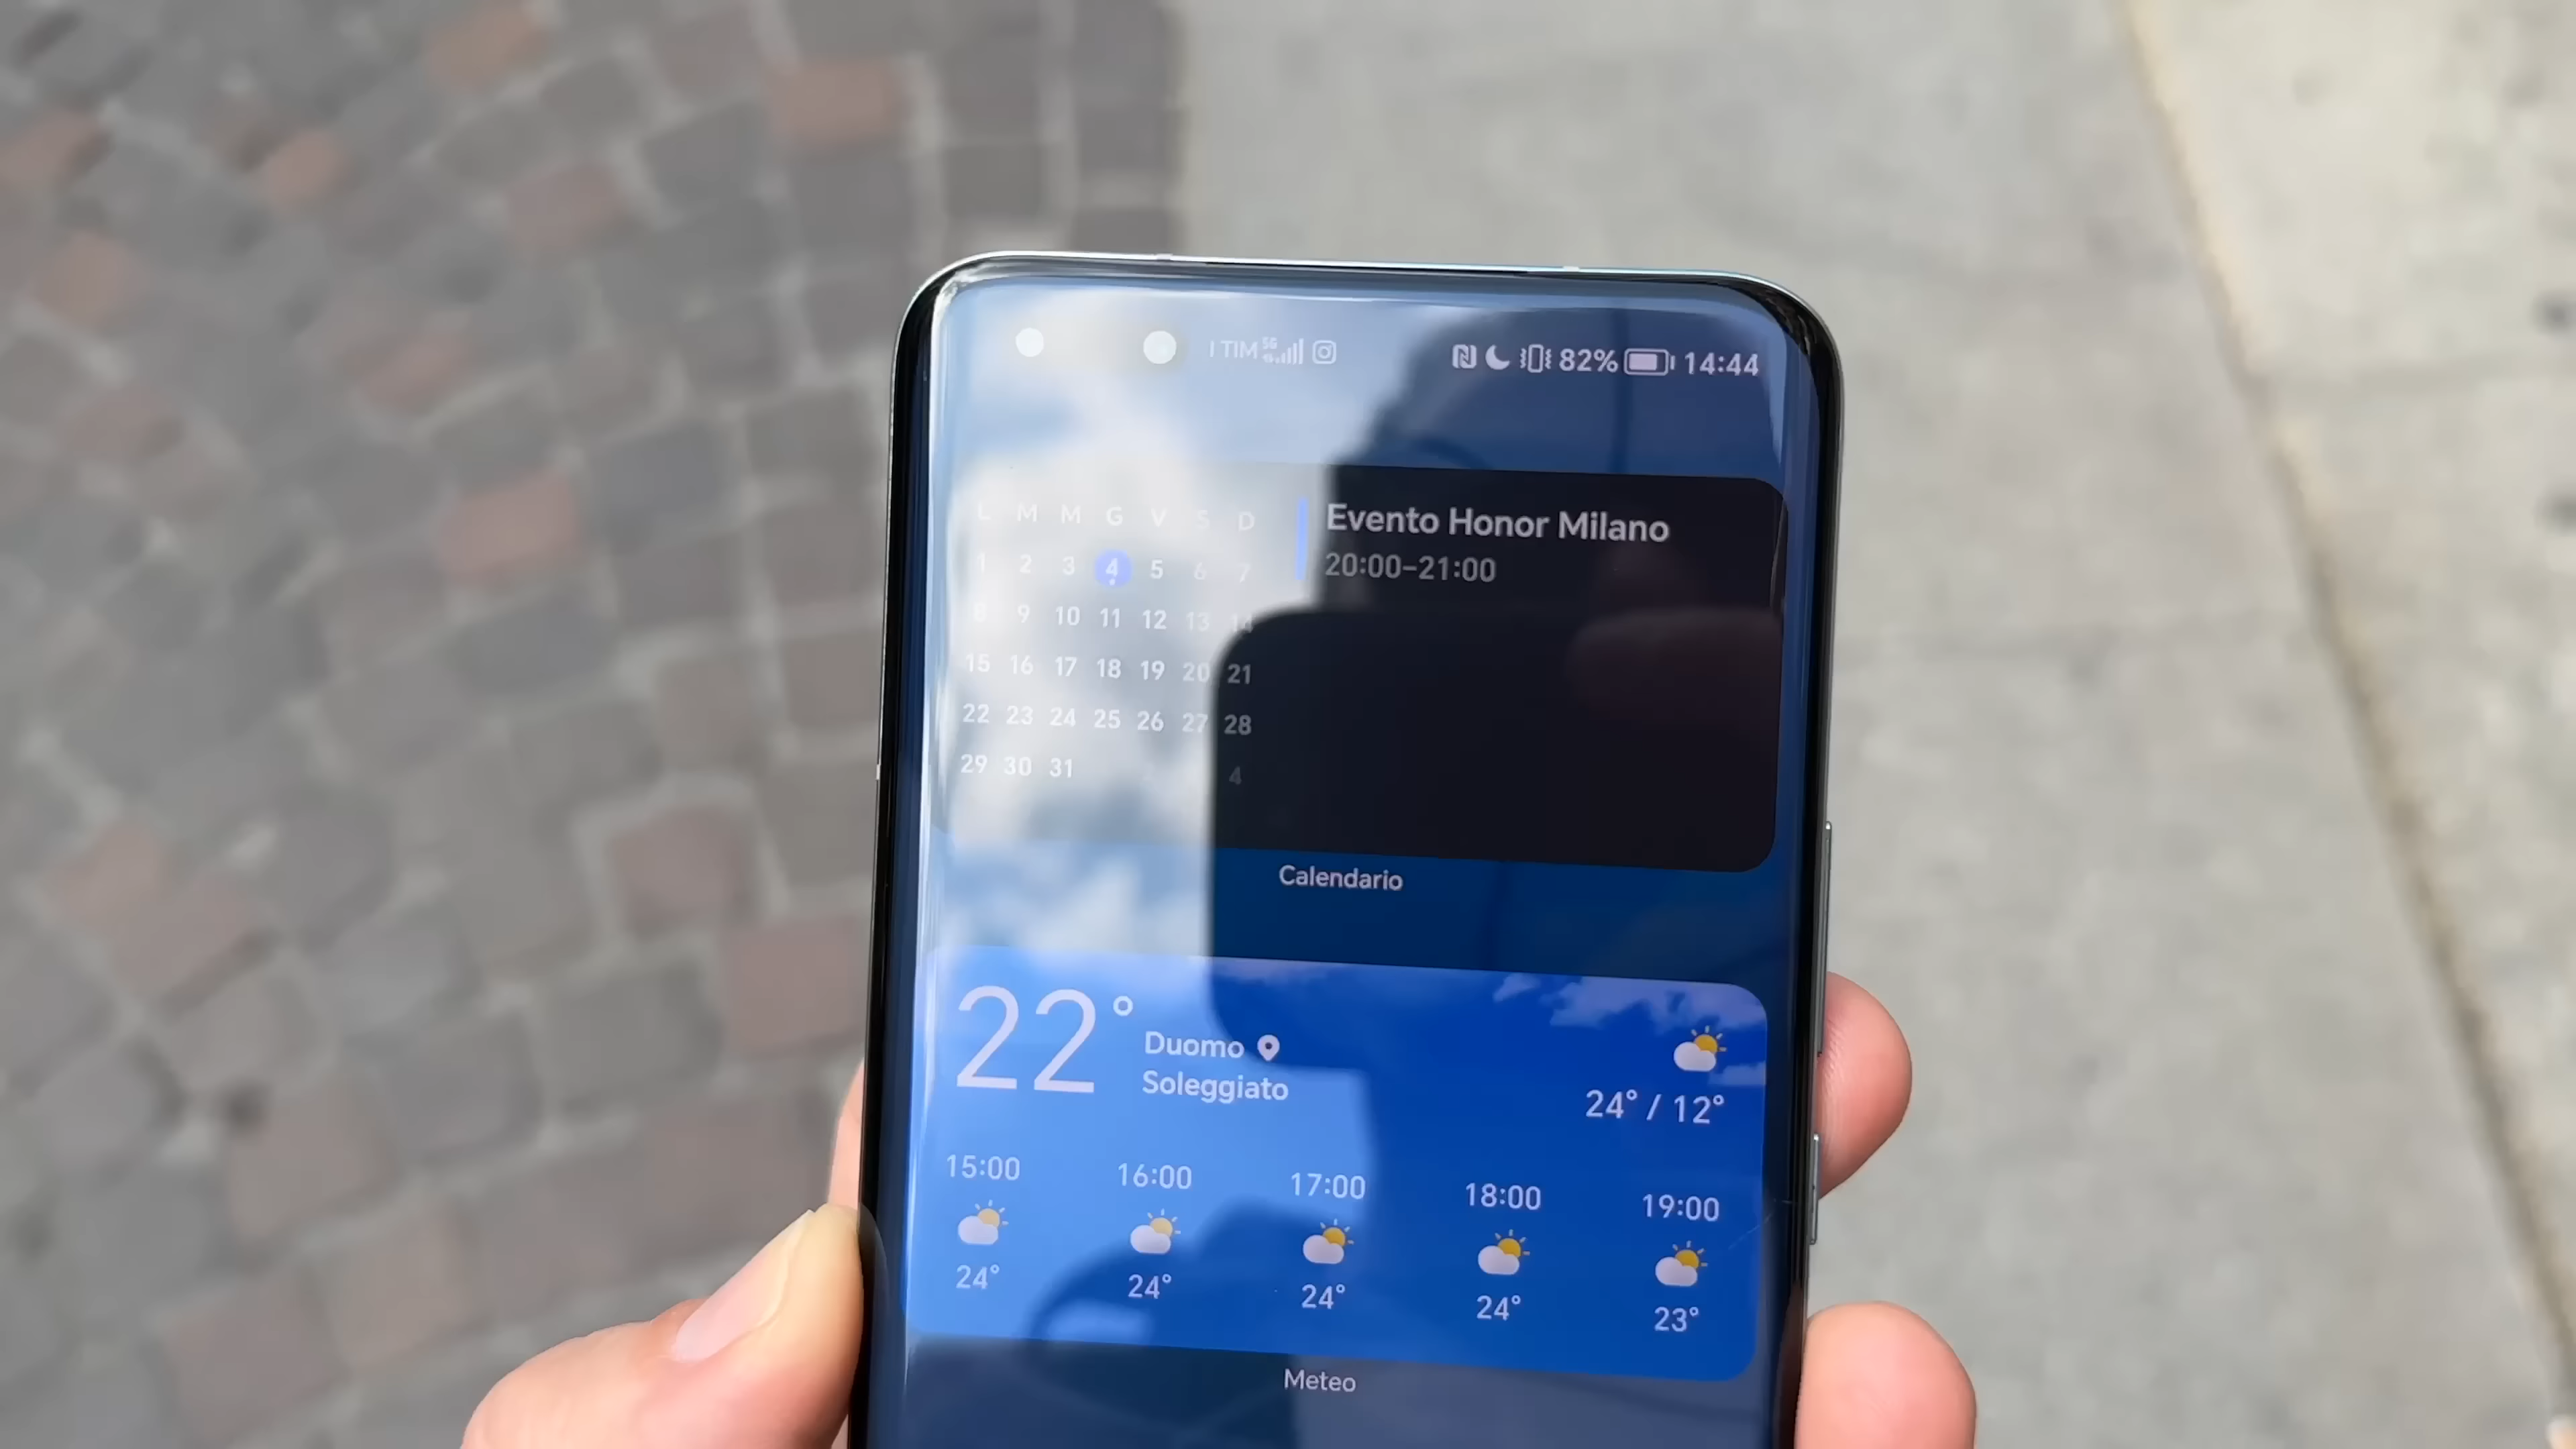 I TIM 5G 82% 14:44
L M M G V S D
1 2 3 4 5 6 7
8 9 10 11 12 13 14
15 16 17 18 19 20 21
22 23 24 25 26 27 28
29 30 31 4
Evento Honor Milano
20:00-21:00
Calendario
22°
Duomo
Soleggiato
24° / 12°
15:00 16:00 17:00 18:00 19:00
24° 24° 24° 24° 23°
Meteo